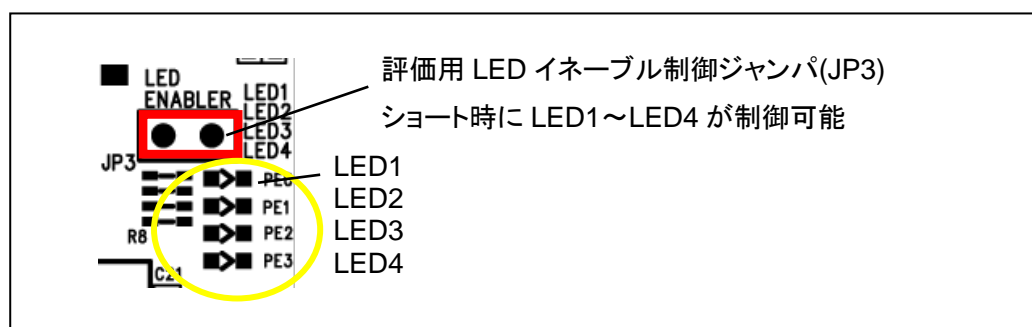 評価用 LED イネーブル制御ジャンパ(JP3)
ショート時に LED1～LED4 が制御可能
LED
ENABLER
LED1
LED2
LED3
LED4
JP3
PE0
PE1
PE2
PE3
R8
C21
LED1
LED2
LED3
LED4